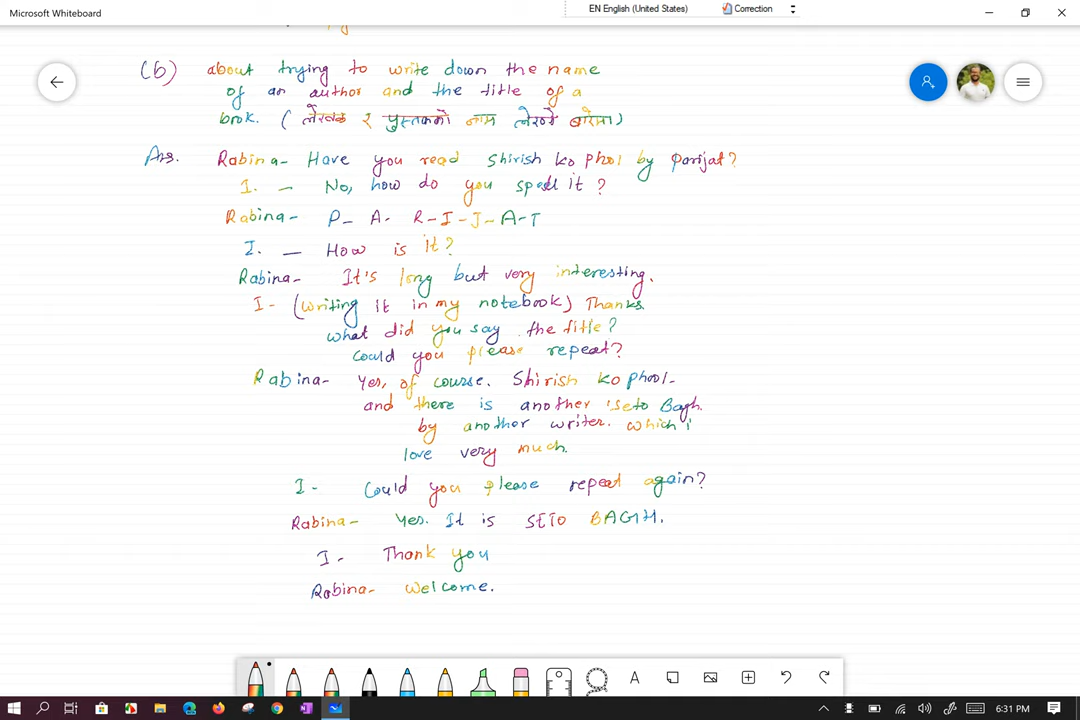 Microsoft Whiteboard
EN English (United States)
Correction
(b) about trying to write down the name
of an author and the title of a
book. (लेखक र पुस्तकको नाम लेख्ने बारेमा)
Ans. Rabina- Have you read Shirish ko phol by parijat?
I. - No, how do you spell it?
Rabina- P- A- R-I-J-A-T
I. - How is it?
Rabina- It's long but very interesting.
I- (writing it in my notebook) Thanks.
what did you say. the title?
Could you please repeat?
Rabina- Yes, of course. Shirish ko phool-
and there is another 'seto Bagh.
by another writer. which i
love very much.
I- Could you please repeat again?
Rabina- Yes. It is SETO BAGH.
I- Thank you
Rabina- welcome.
A
6:31 PM